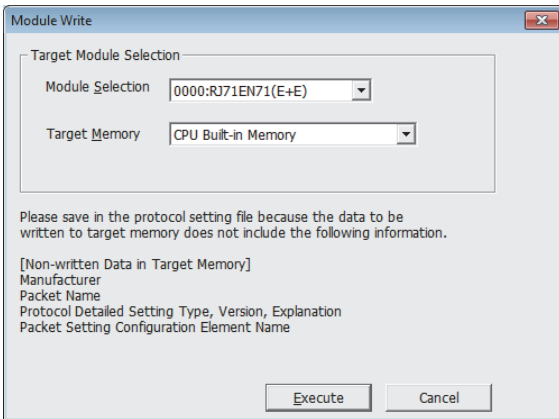 Module Write
Target Module Selection
Module Selection 0000:RJ71EN71(E+E)
Target Memory CPU Built-in Memory
Please save in the protocol setting file because the data to be
written to target memory does not include the following information.
[Non-written Data in Target Memory]
Manufacturer
Packet Name
Protocol Detailed Setting Type, Version, Explanation
Packet Setting Configuration Element Name
Execute Cancel